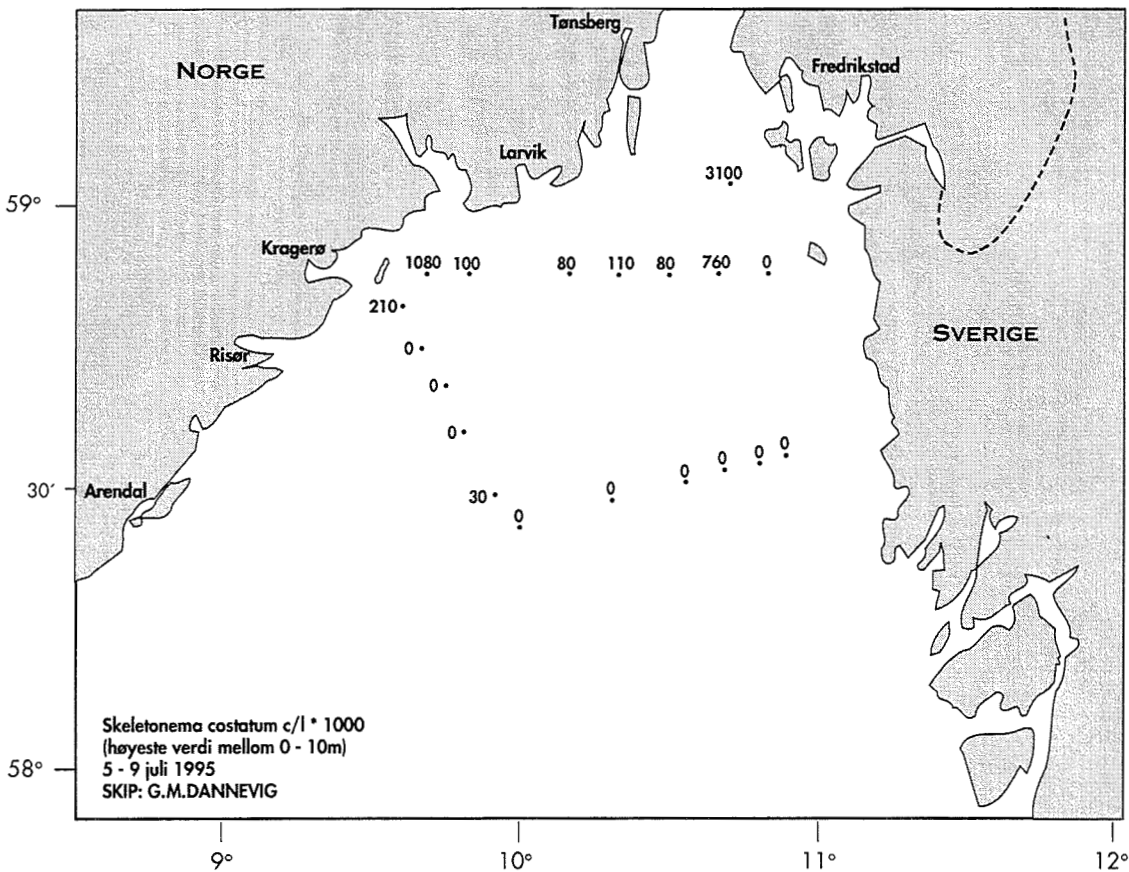 Tønsberg
NORGE
Fredrikstad
Larvik
3100
59°
Kragerø
1080 100 80 110 80 760 0
210
SVERIGE
0
Risør
0
0
0
0
0
0
30' Arendal
30
0
0
Skeletonema costatum c/l * 1000
(høyeste verdi mellom 0 - 10m)
5 - 9 juli 1995
SKIP: G.M.DANNEVIG
58°
9° 10° 11° 12°